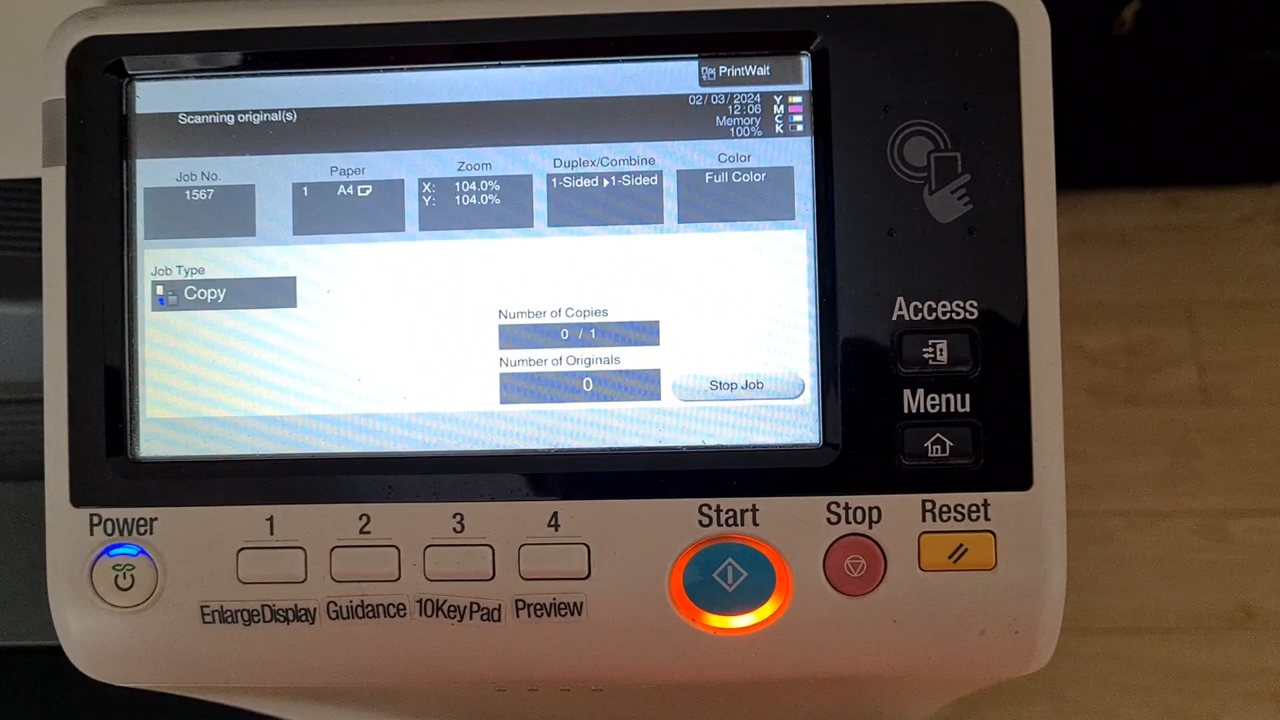 PrintWait
Scanning original(s)
02/03/2024
12:06
Memory
100%
Y
M
C
K
Job No.
1567
Paper
1 A4
Zoom
X: 104.0%
Y: 104.0%
Duplex/Combine
1-Sided 1-Sided
Color
Full Color
Job Type
Copy
Number of Copies
0 / 1
Number of Originals
0
Stop Job
Access
Menu
Power
1
2
3
4
Start
Stop
Reset
EnlargeDisplay
Guidance
10KeyPad
Preview